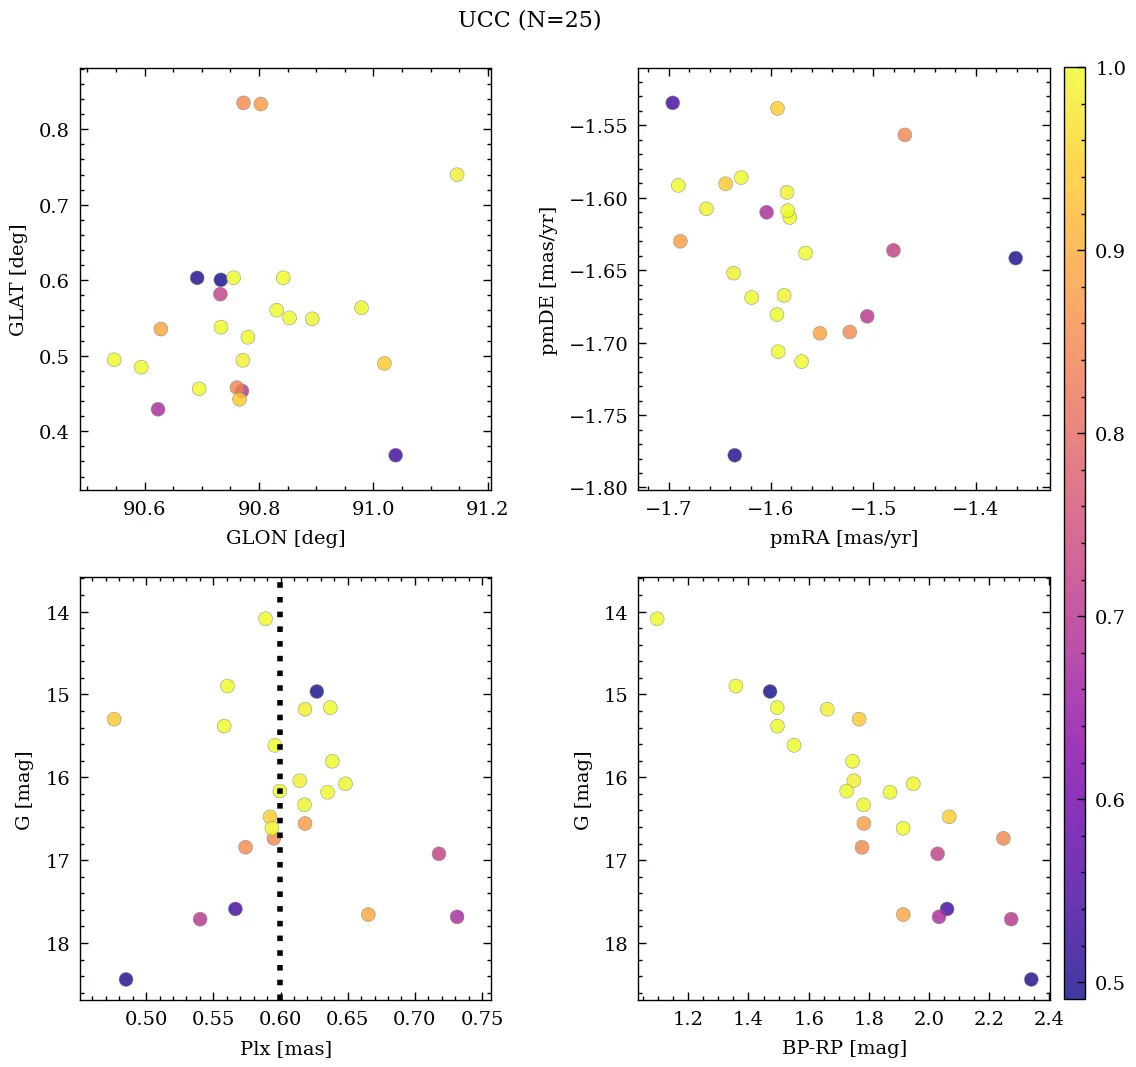 UCC (N=25)
0.8
0.7
0.6
0.5
0.4
GLAT [deg]
90.6 90.8 91.0 91.2
GLON [deg]
−1.55
−1.60
−1.65
−1.70
−1.75
−1.80
pmDE [mas/yr]
−1.7 −1.6 −1.5 −1.4
pmRA [mas/yr]
14
15
16
17
18
G [mag]
0.50 0.55 0.60 0.65 0.70 0.75
Plx [mas]
14
15
16
17
18
G [mag]
1.2 1.4 1.6 1.8 2.0 2.2 2.4
BP-RP [mag]
1.0
0.9
0.8
0.7
0.6
0.5